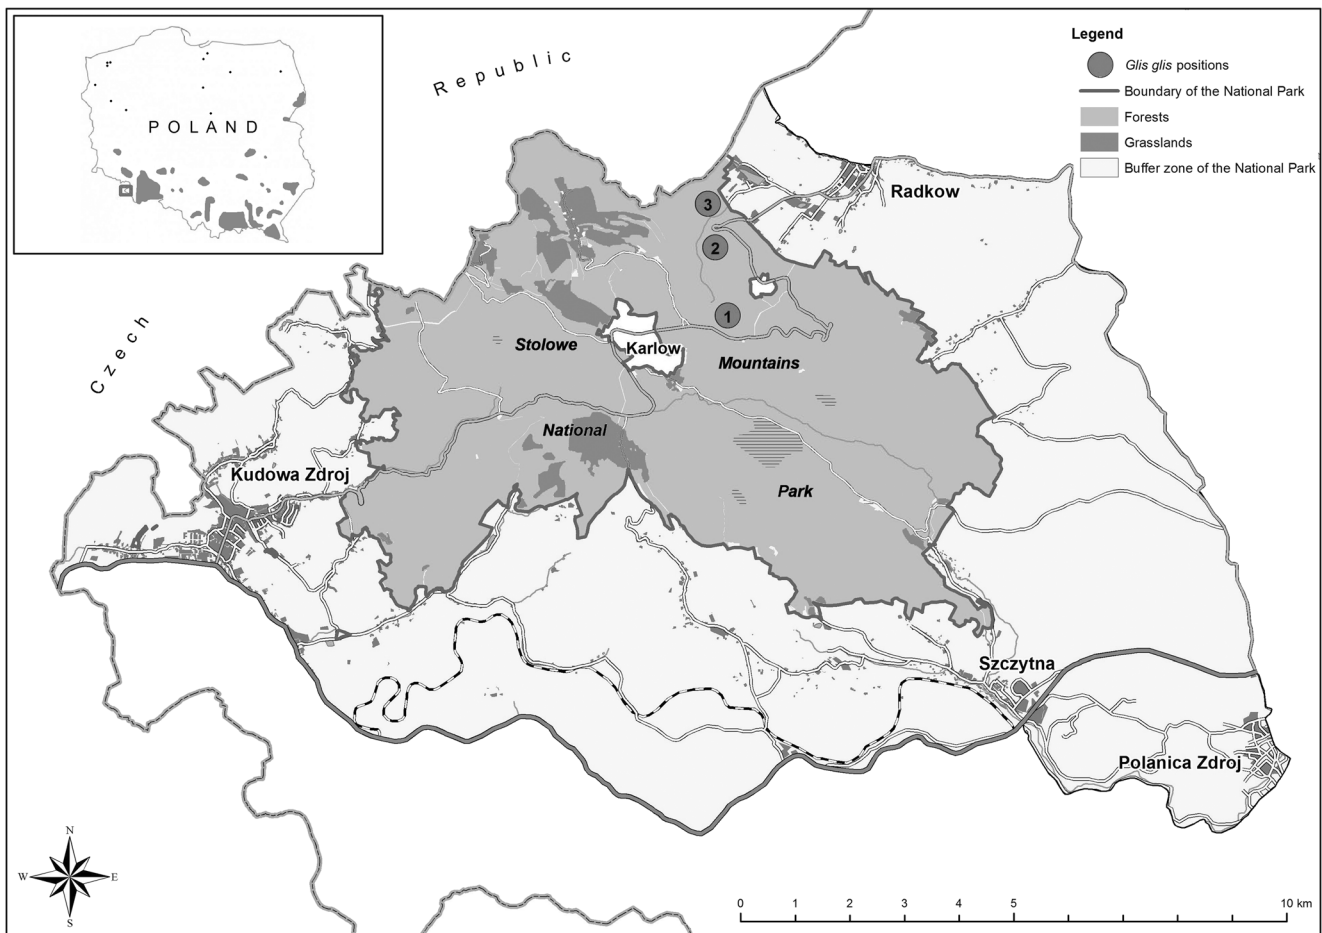 POLAND
Republic
Czech
Legend
Glis glis positions
Boundary of the National Park
Forests
Grasslands
Buffer zone of the National Park
Radkow
3
2
1
Stolowe
Karlow
Mountains
National
Kudowa Zdroj
Park
Szczytna
Polanica Zdroj
N
W E
S
0 1 2 3 4 5 10 km